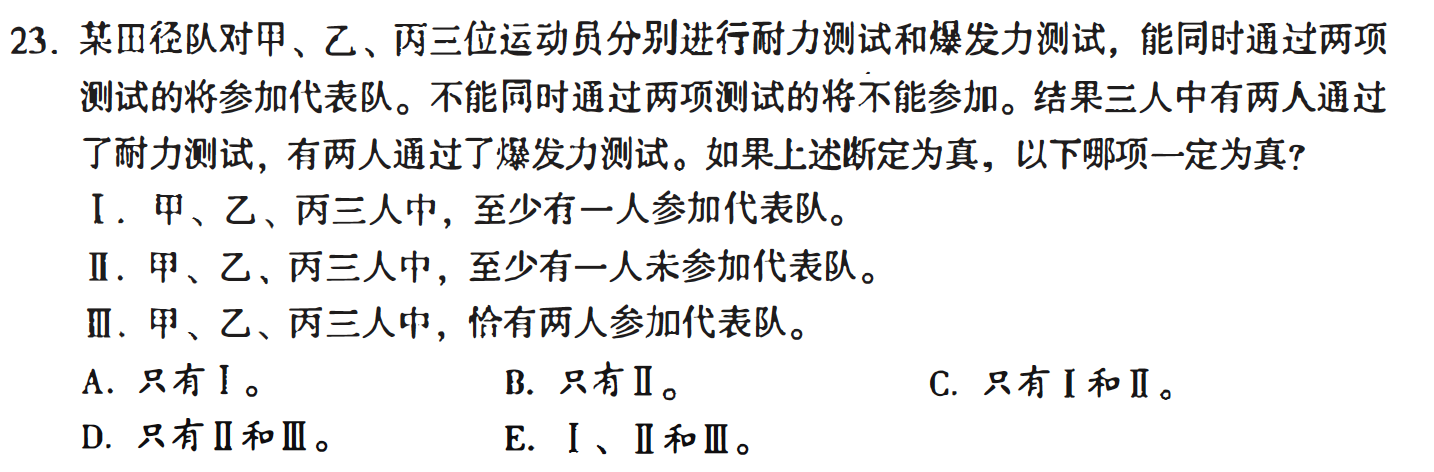 23. 某田径队对甲、乙、丙三位运动员分别进行耐力测试和爆发力测试，能同时通过两项
测试的将参加代表队。不能同时通过两项测试的将不能参加。结果三人中有两人通过
了耐力测试，有两人通过了爆发力测试。如果上述断定为真，以下哪项一定为真？
Ⅰ. 甲、乙、丙三人中，至少有一人参加代表队。
Ⅱ. 甲、乙、丙三人中，至少有一人未参加代表队。
Ⅲ. 甲、乙、丙三人中，恰有两人参加代表队。
A. 只有Ⅰ。 B. 只有Ⅱ。 C. 只有Ⅰ和Ⅱ。
D. 只有Ⅱ和Ⅲ。 E. Ⅰ、Ⅱ和Ⅲ。